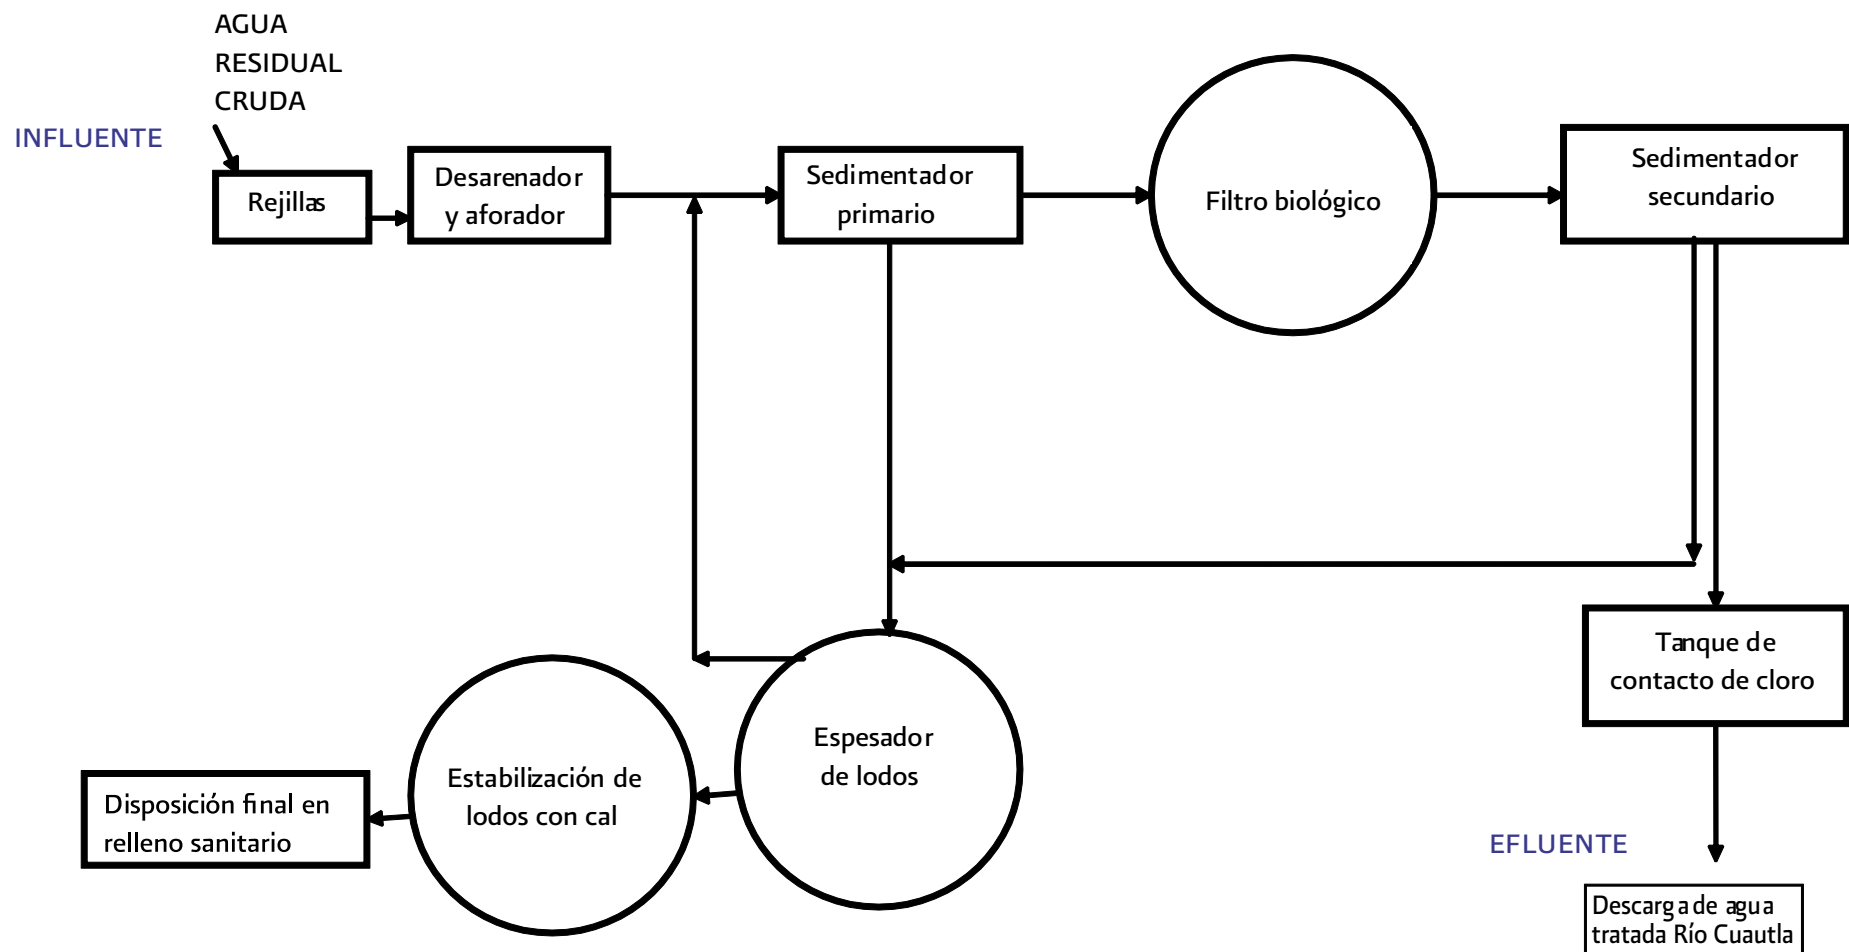 AGUA
RESIDUAL
CRUDA
INFLUENTE
Rejillas
Desarenador
y aforador
Sedimentador
primario
Filtro biológico
Sedimentador
secundario
Tanque de
contacto de cloro
Espesador
de lodos
Estabilización de
lodos con cal
Disposición final en
relleno sanitario
EFLUENTE
Descarga de agua
tratada Río Cuautla